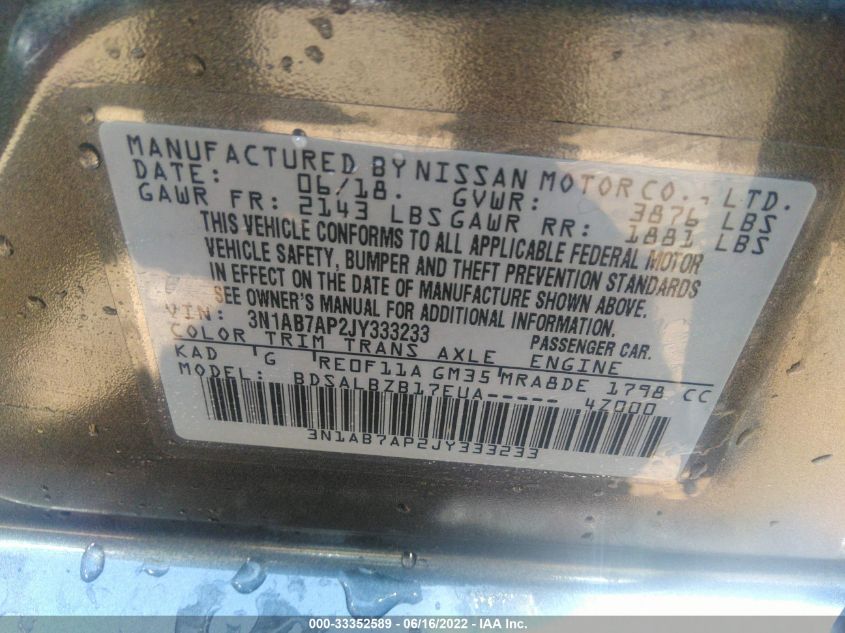 MANUFACTURED BY NISSAN MOTOR CO., LTD.
DATE: 06/18. GVWR: 3876 LBS
GAWR FR: 2143 LBS GAWR RR: 1881 LBS
THIS VEHICLE CONFORMS TO ALL APPLICABLE FEDERAL MOTOR
VEHICLE SAFETY, BUMPER AND THEFT PREVENTION STANDARDS
IN EFFECT ON THE DATE OF MANUFACTURE SHOWN ABOVE.
SEE OWNER'S MANUAL FOR ADDITIONAL INFORMATION.
VIN: 3N1AB7AP2JY333233 PASSENGER CAR.
COLOR TRIM TRANS AXLE ENGINE
KAD G RE0F11A GM35 MRA8DE 1798 CC
MODEL: BDSALBZB17EUA----- 47000
3N1AB7AP2JY333233
000-33352589 - 06/16/2022 - IAA Inc.